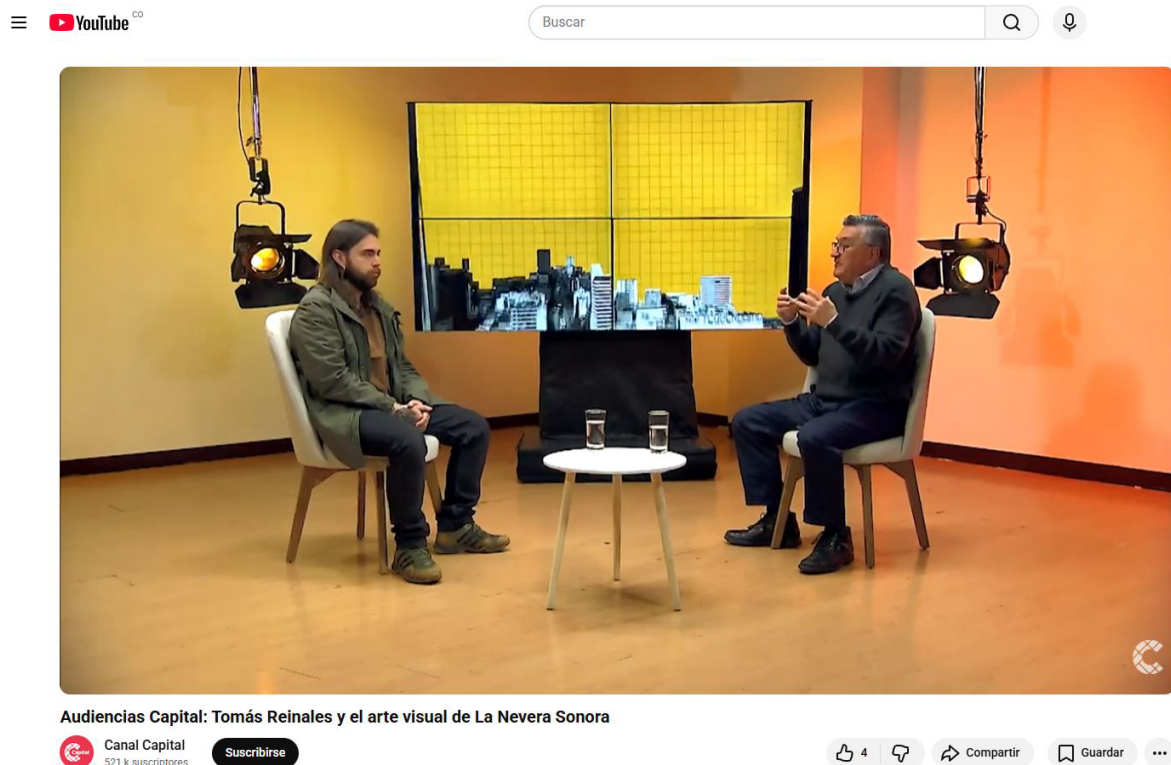 YouTube CO
Buscar
Audiencias Capital: Tomás Reinales y el arte visual de La Nevera Sonora
Capital
Canal Capital
521 k suscriptores
Suscribirse
4
Compartir
Guardar